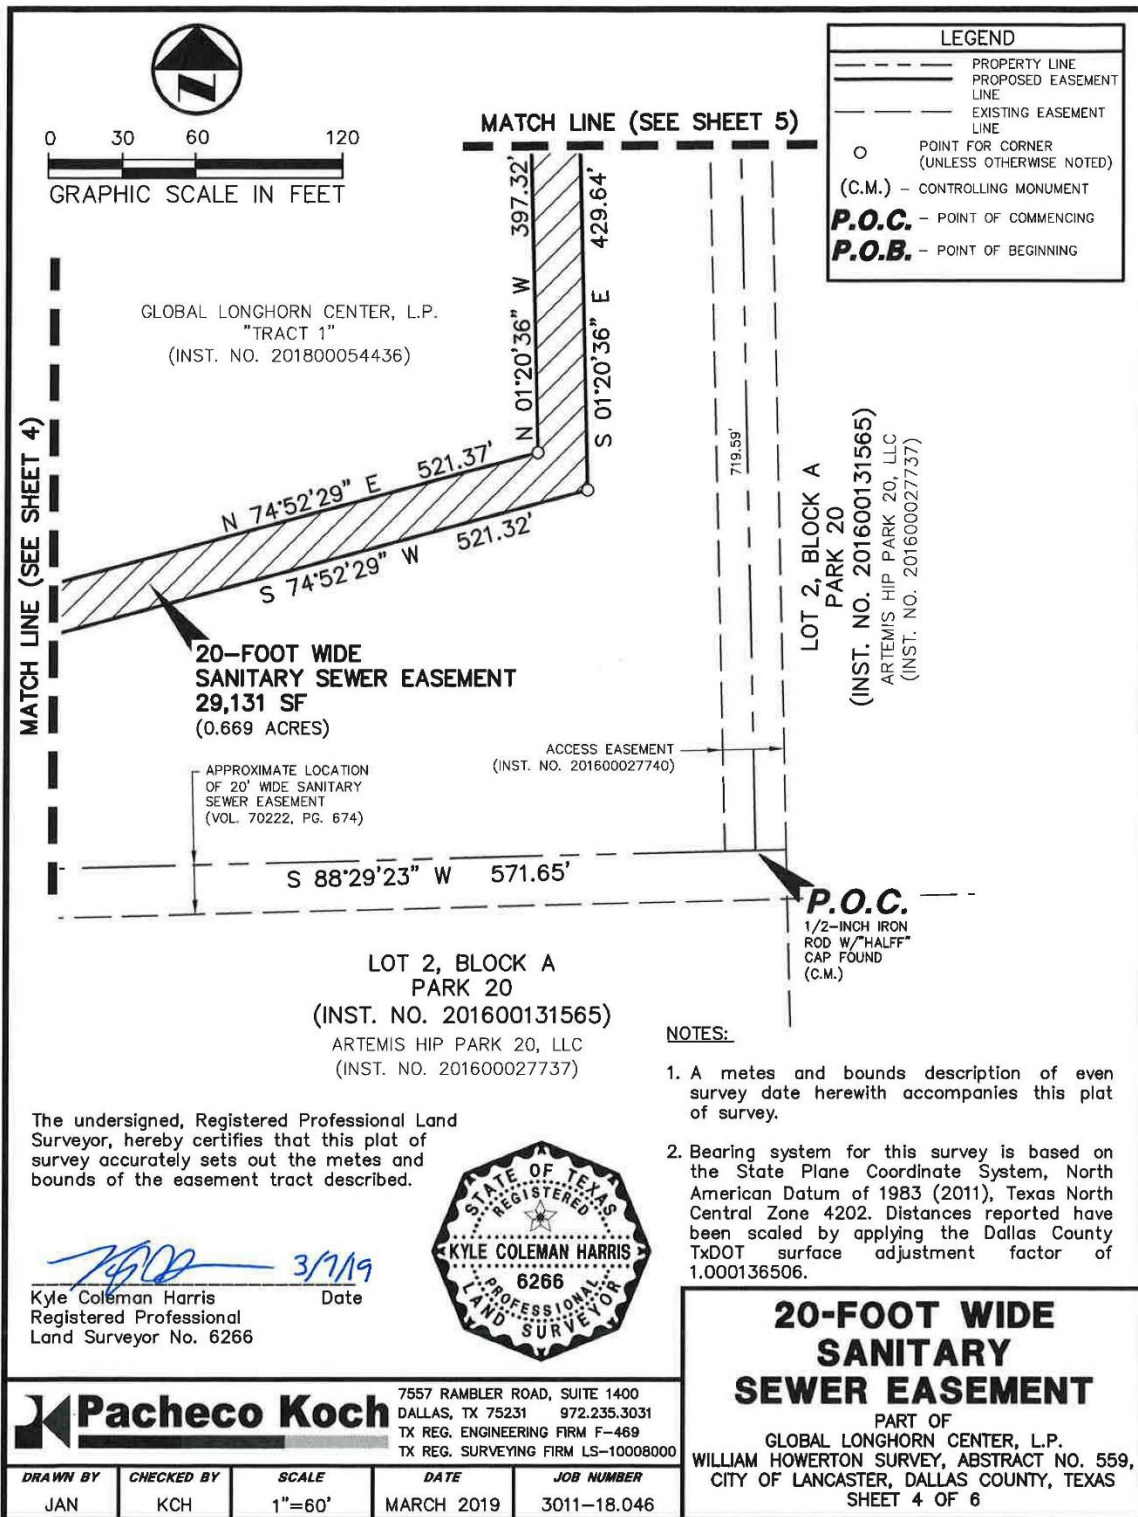 LEGEND
PROPERTY LINE
PROPOSED EASEMENT
LINE
EXISTING EASEMENT
LINE
POINT FOR CORNER
(UNLESS OTHERWISE NOTED)
(C.M.) - CONTROLLING MONUMENT
P.O.C. - POINT OF COMMENCING
P.O.B. - POINT OF BEGINNING
N
0 30 60 120
GRAPHIC SCALE IN FEET
MATCH LINE (SEE SHEET 5)
GLOBAL LONGHORN CENTER, L.P.
"TRACT 1"
(INST. NO. 201800054436)
N 01°20'36" W 397.32'
S 01°20'36" E 429.64'
719.59'
MATCH LINE (SEE SHEET 4)
N 74°52'29" E 521.37'
S 74°52'29" W 521.32'
LOT 2, BLOCK A
PARK 20
(INST. NO. 201600131565)
ARTEMIS HIP PARK 20, LLC
(INST. NO. 201600027737)
20-FOOT WIDE
SANITARY SEWER EASEMENT
29,131 SF
(0.669 ACRES)
ACCESS EASEMENT
(INST. NO. 201600027740)
APPROXIMATE LOCATION
OF 20' WIDE SANITARY
SEWER EASEMENT
(VOL. 70222, PG. 674)
S 88°29'23" W 571.65'
P.O.C.
1/2-INCH IRON
ROD W/"HALFF"
CAP FOUND
(C.M.)
LOT 2, BLOCK A
PARK 20
(INST. NO. 201600131565)
ARTEMIS HIP PARK 20, LLC
(INST. NO. 201600027737)
NOTES:
1. A metes and bounds description of even
survey date herewith accompanies this plat
of survey.
2. Bearing system for this survey is based on
the State Plane Coordinate System, North
American Datum of 1983 (2011), Texas North
Central Zone 4202. Distances reported have
been scaled by applying the Dallas County
TxDOT surface adjustment factor of
1.000136506.
The undersigned, Registered Professional Land
Surveyor, hereby certifies that this plat of
survey accurately sets out the metes and
bounds of the easement tract described.
3/7/19
Kyle Coleman Harris Date
Registered Professional
Land Surveyor No. 6266
STATE OF TEXAS
REGISTERED
KYLE COLEMAN HARRIS
6266
PROFESSIONAL
LAND SURVEYOR
20-FOOT WIDE
SANITARY
SEWER EASEMENT
PART OF
GLOBAL LONGHORN CENTER, L.P.
WILLIAM HOWERTON SURVEY, ABSTRACT NO. 559,
CITY OF LANCASTER, DALLAS COUNTY, TEXAS
SHEET 4 OF 6
Pacheco Koch
7557 RAMBLER ROAD, SUITE 1400
DALLAS, TX 75231 972.235.3031
TX REG. ENGINEERING FIRM F-469
TX REG. SURVEYING FIRM LS-10008000
DRAWN BY CHECKED BY SCALE DATE JOB NUMBER
JAN KCH 1"=60' MARCH 2019 3011-18.046